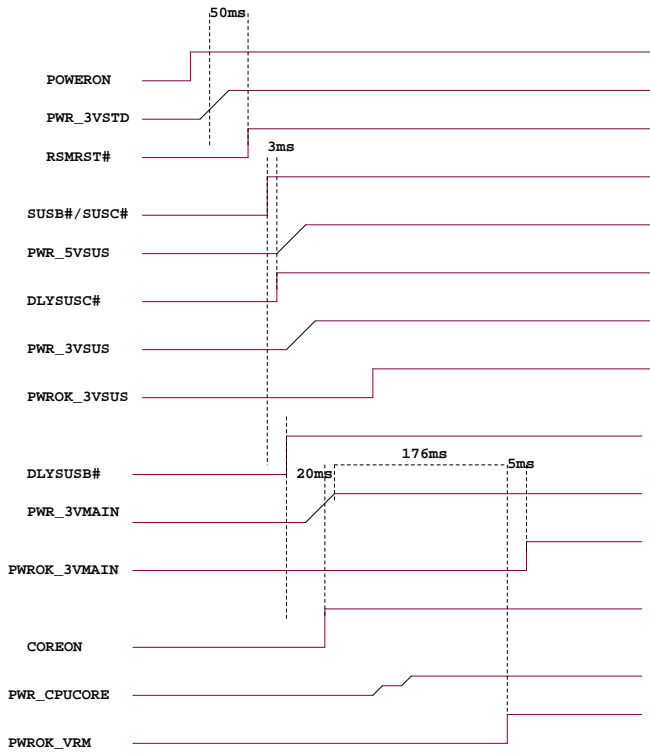 50ms
POWERON
PWR_3VSTD
RSMRST#
3ms
SUSB#/SUSC#
PWR_5VSUS
DLYSUSC#
PWR_3VSUS
PWROK_3VSUS
176ms
5ms
DLYSUSB#
20ms
PWR_3VMAIN
PWROK_3VMAIN
COREON
PWR_CPUCORE
PWROK_VRM